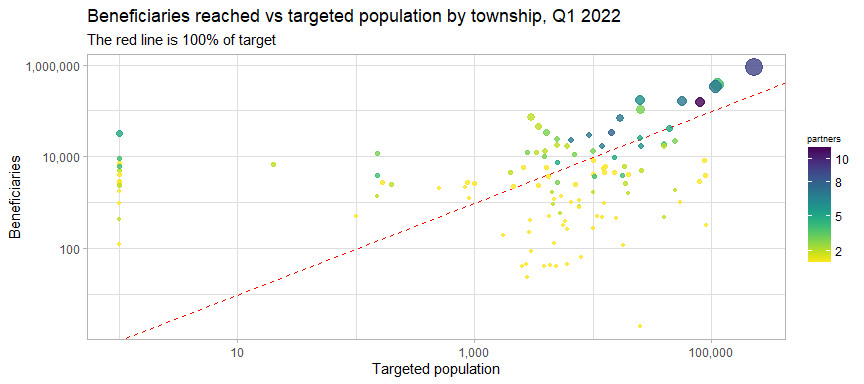 Beneficiaries reached vs targeted population by township, Q1 2022
The red line is 100% of target
1,000,000
10,000
100
Beneficiaries
10
1,000
100,000
Targeted population
partners
10
8
5
2